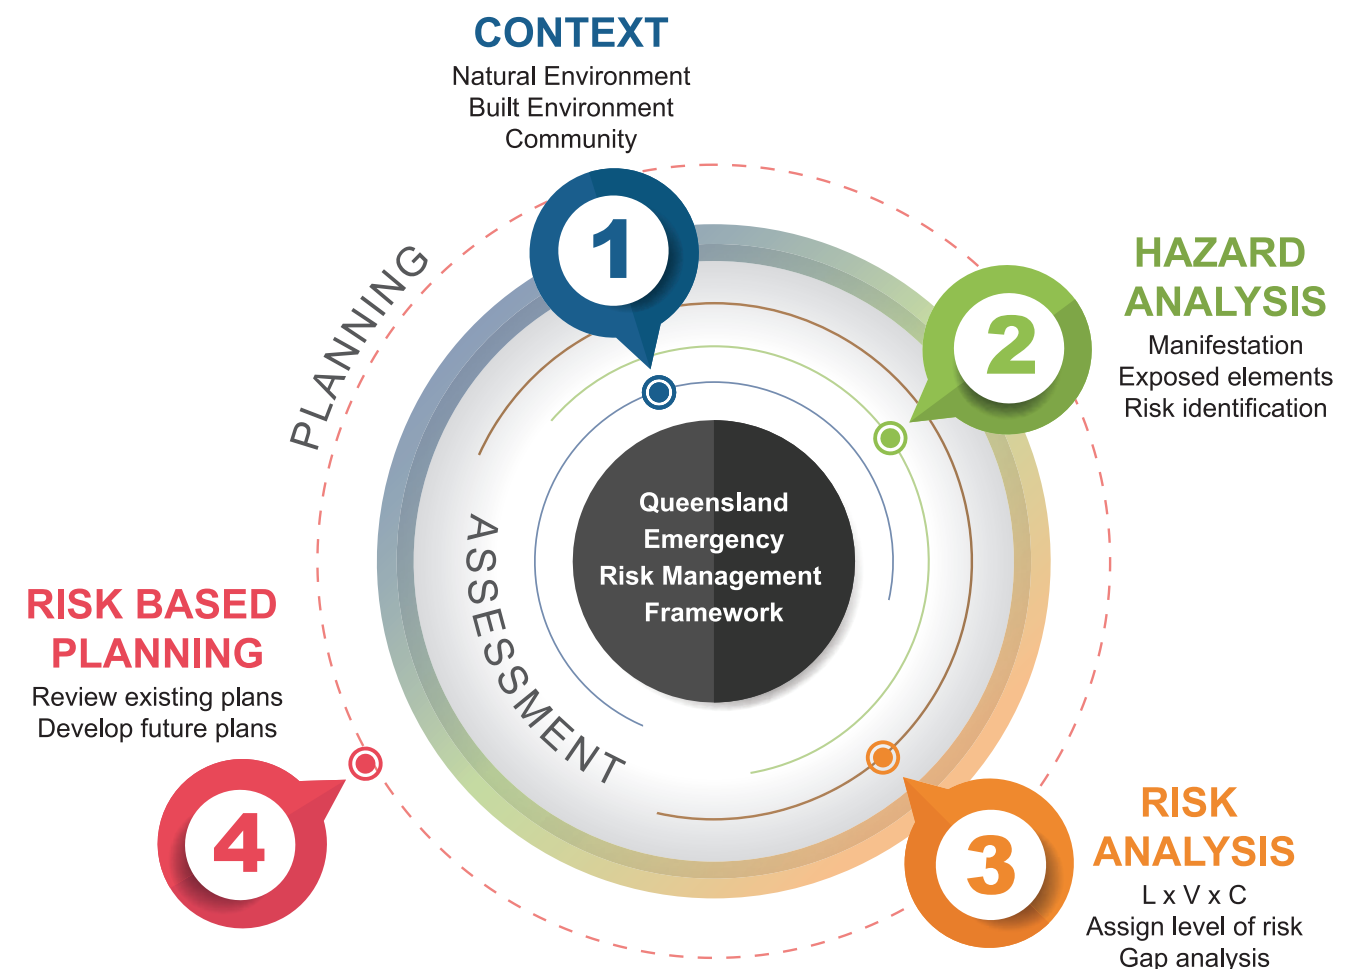 CONTEXT
Natural Environment
Built Environment
Community
1
PLANNING
2
HAZARD
ANALYSIS
Manifestation
Exposed elements
Risk identification
Queensland
Emergency
Risk Management
Framework
ASSESSMENT
RISK BASED
PLANNING
Review existing plans
Develop future plans
4
3
RISK
ANALYSIS
L x V x C
Assign level of risk
Gap analysis